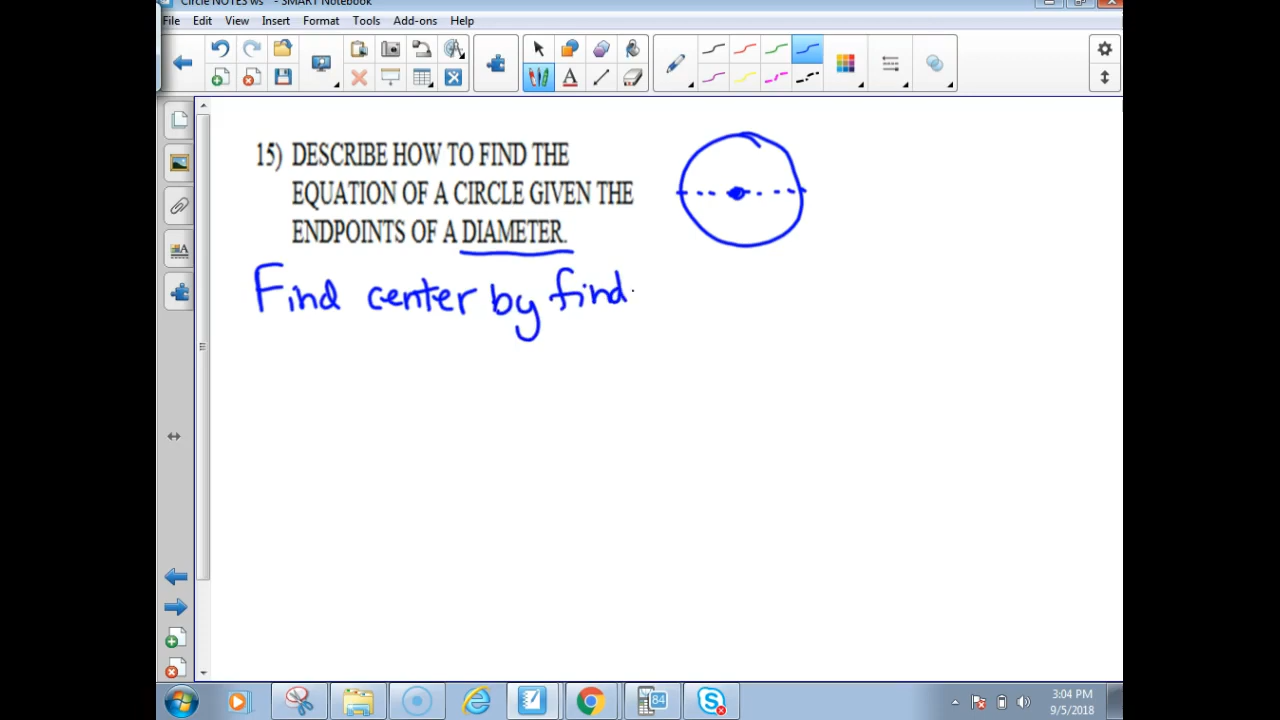 Circle NOTES ws * - SMART Notebook
File Edit View Insert Format Tools Add-ons Help
15) DESCRIBE HOW TO FIND THE
EQUATION OF A CIRCLE GIVEN THE
ENDPOINTS OF A DIAMETER.
Find center by find
84
3:04 PM
9/5/2018